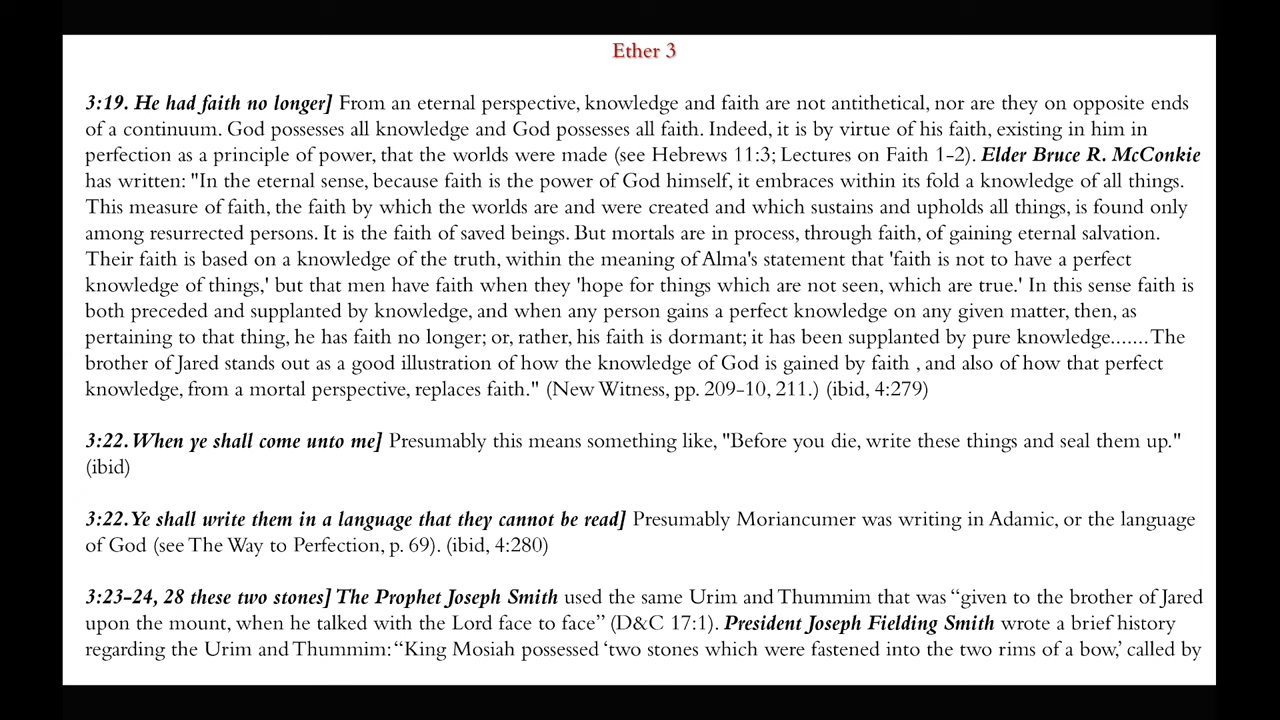 Ether 3
3:19. He had faith no longer] From an eternal perspective, knowledge and faith are not antithetical, nor are they on opposite ends
of a continuum. God possesses all knowledge and God possesses all faith. Indeed, it is by virtue of his faith, existing in him in
perfection as a principle of power, that the worlds were made (see Hebrews 11:3; Lectures on Faith 1-2). Elder Bruce R. McConkie
has written: "In the eternal sense, because faith is the power of God himself, it embraces within its fold a knowledge of all things.
This measure of faith, the faith by which the worlds are and were created and which sustains and upholds all things, is found only
among resurrected persons. It is the faith of saved beings. But mortals are in process, through faith, of gaining eternal salvation.
Their faith is based on a knowledge of the truth, within the meaning of Alma's statement that 'faith is not to have a perfect
knowledge of things,' but that men have faith when they 'hope for things which are not seen, which are true.' In this sense faith is
both preceded and supplanted by knowledge, and when any person gains a perfect knowledge on any given matter, then, as
pertaining to that thing, he has faith no longer; or, rather, his faith is dormant; it has been supplanted by pure knowledge.......The
brother of Jared stands out as a good illustration of how the knowledge of God is gained by faith , and also of how that perfect
knowledge, from a mortal perspective, replaces faith." (New Witness, pp. 209-10, 211.) (ibid, 4:279)
3:22. When ye shall come unto me] Presumably this means something like, "Before you die, write these things and seal them up."
(ibid)
3:22. Ye shall write them in a language that they cannot be read] Presumably Moriancumer was writing in Adamic, or the language
of God (see The Way to Perfection, p. 69). (ibid, 4:280)
3:23-24, 28 these two stones] The Prophet Joseph Smith used the same Urim and Thummim that was “given to the brother of Jared
upon the mount, when he talked with the Lord face to face” (D&C 17:1). President Joseph Fielding Smith wrote a brief history
regarding the Urim and Thummim: “King Mosiah possessed ‘two stones which were fastened into the two rims of a bow,’ called by